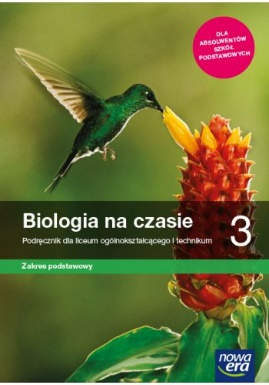 DLA
ABSOLWENTÓW
SZKÓŁ
PODSTAWOWYCH
Biologia na czasie 3
Podręcznik dla liceum ogólnokształcącego i technikum
Zakres podstawowy
nowa
era